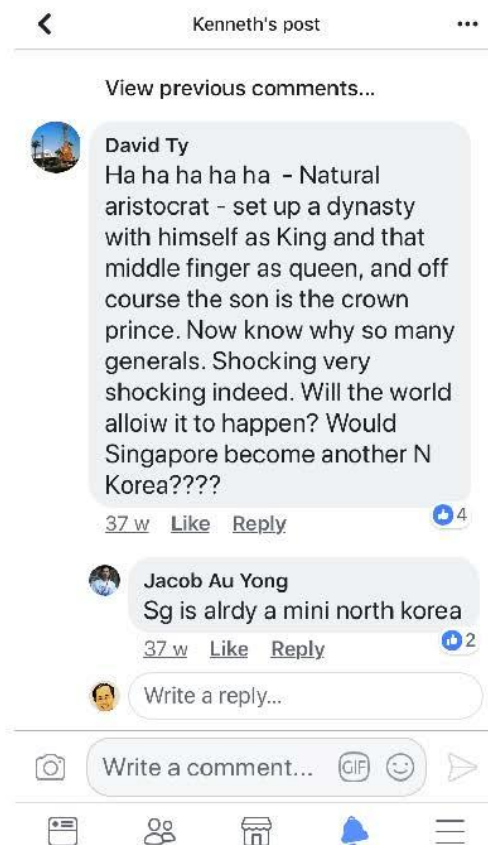 Kenneth's post
View previous comments...
David Ty
Ha ha ha ha ha - Natural
aristocrat - set up a dynasty
with himself as King and that
middle finger as queen, and off
course the son is the crown
prince. Now know why so many
generals. Shocking very
shocking indeed. Will the world
alloiw it to happen? Would
Singapore become another N
Korea????
37 w Like Reply 4
Jacob Au Yong
Sg is alrdy a mini north korea
37 w Like Reply 2
Write a reply...
Write a comment... GIF